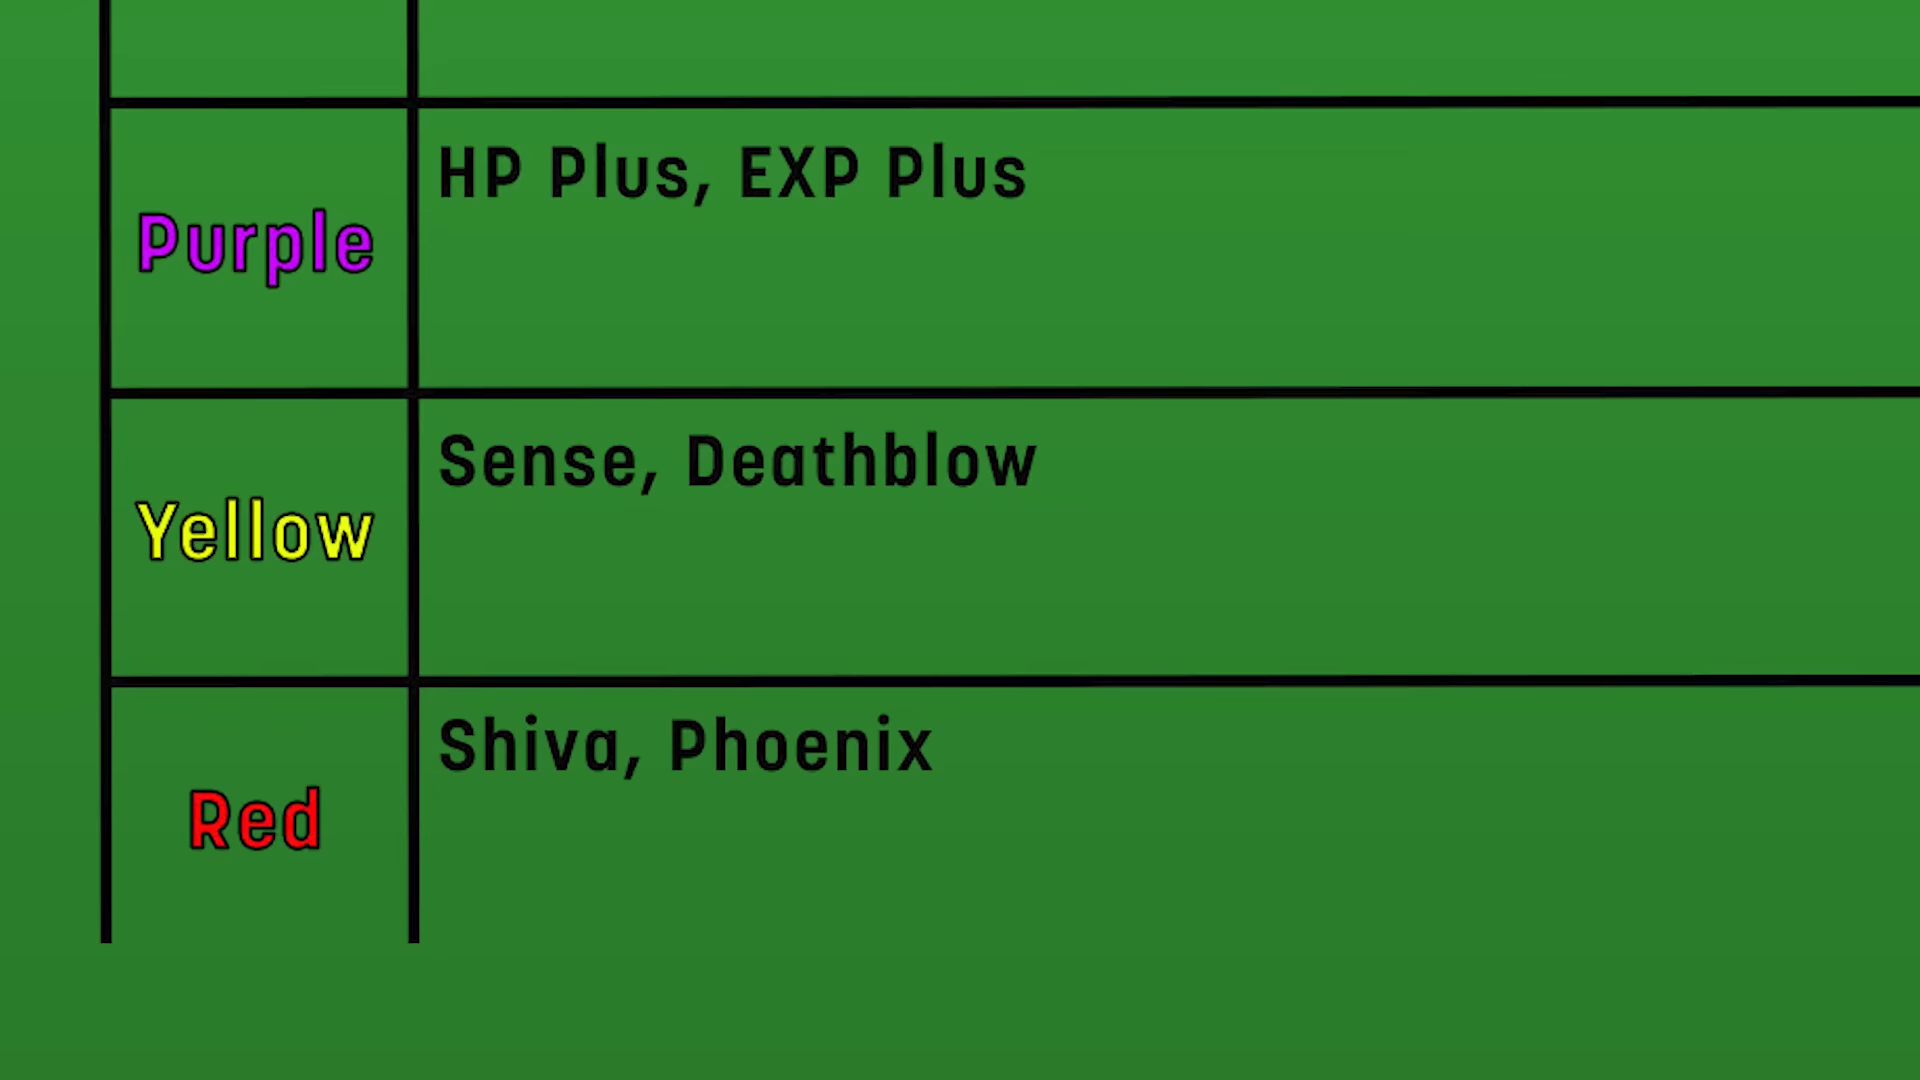 HP Plus, EXP Plus
Purple
Sense, Deathblow
Yellow
Shiva, Phoenix
Red